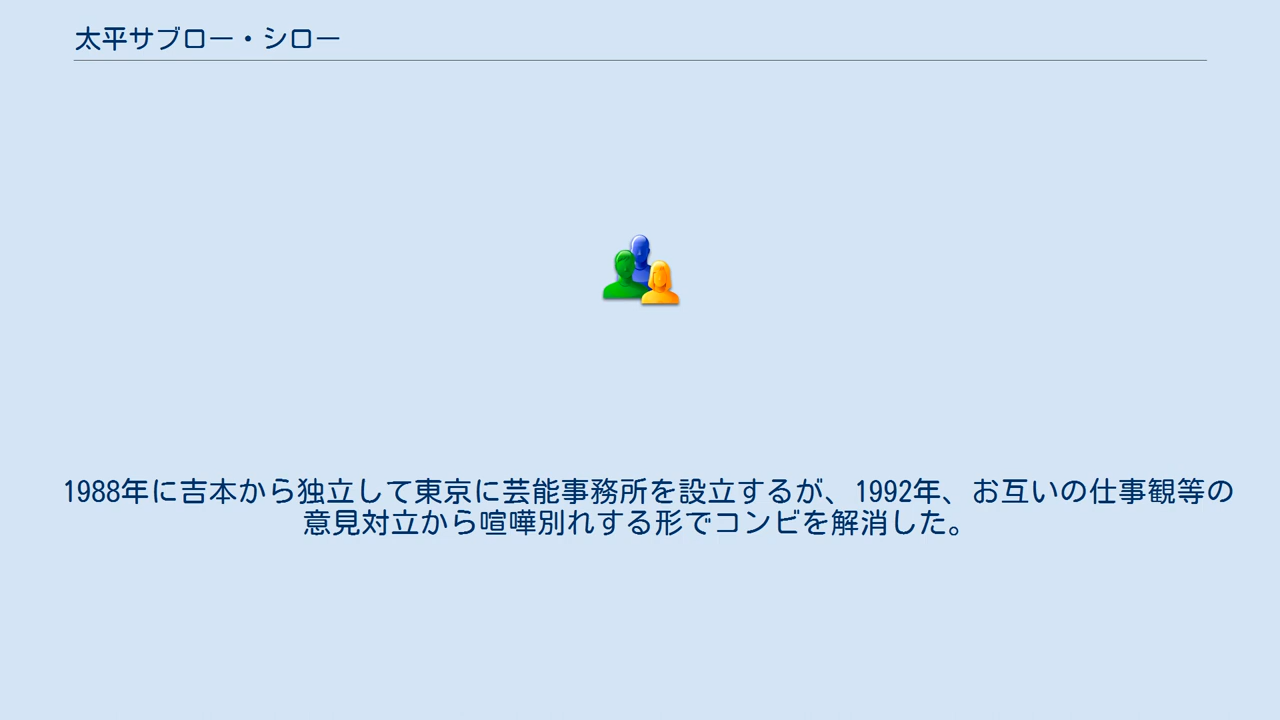 太平サブロー・シロー
1988年に吉本から独立して東京に芸能事務所を設立するが、1992年、お互いの仕事観等の
意見対立から喧嘩別れする形でコンビを解消した。